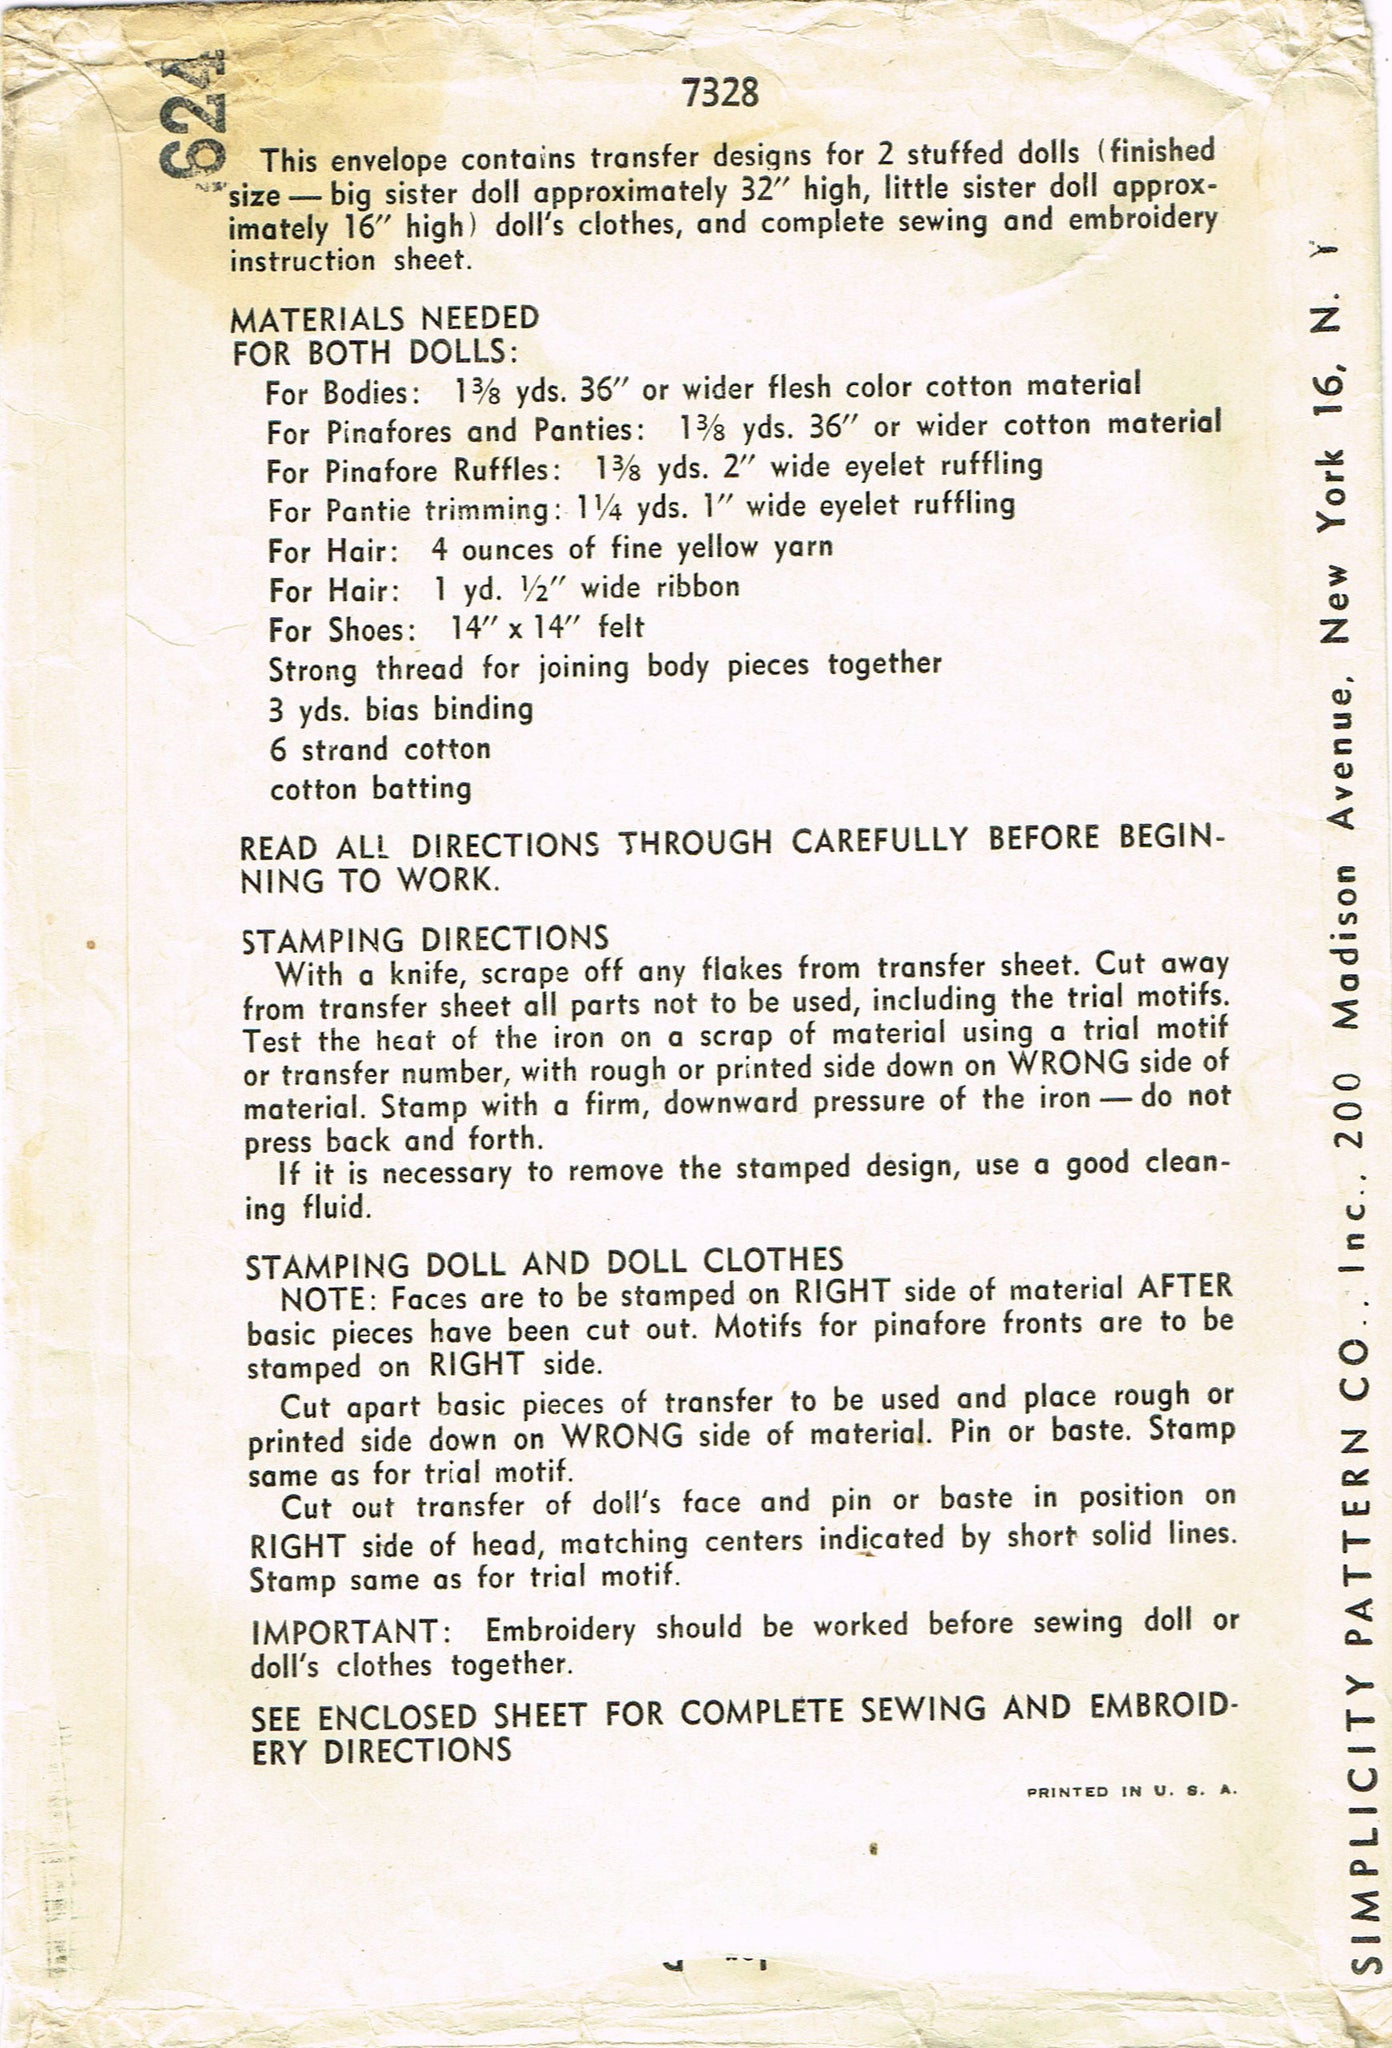 624
7328
This envelope contains transfer designs for 2 stuffed dolls (finished
size — big sister doll approximately 32" high, little sister doll approx-
imately 16" high) doll's clothes, and complete sewing and embroidery
instruction sheet.
MATERIALS NEEDED
FOR BOTH DOLLS:
For Bodies: 1⅜ yds. 36" or wider flesh color cotton material
For Pinafores and Panties: 1⅜ yds. 36" or wider cotton material
For Pinafore Ruffles: 1⅜ yds. 2" wide eyelet ruffling
For Pantie trimming: 1¼ yds. 1" wide eyelet ruffling
For Hair: 4 ounces of fine yellow yarn
For Hair: 1 yd. ½" wide ribbon
For Shoes: 14" x 14" felt
Strong thread for joining body pieces together
3 yds. bias binding
6 strand cotton
cotton batting
READ ALL DIRECTIONS THROUGH CAREFULLY BEFORE BEGIN-
NING TO WORK.
STAMPING DIRECTIONS
With a knife, scrape off any flakes from transfer sheet. Cut away
from transfer sheet all parts not to be used, including the trial motifs.
Test the heat of the iron on a scrap of material using a trial motif
or transfer number, with rough or printed side down on WRONG side of
material. Stamp with a firm, downward pressure of the iron — do not
press back and forth.
If it is necessary to remove the stamped design, use a good clean-
ing fluid.
STAMPING DOLL AND DOLL CLOTHES
NOTE: Faces are to be stamped on RIGHT side of material AFTER
basic pieces have been cut out. Motifs for pinafore fronts are to be
stamped on RIGHT side.
Cut apart basic pieces of transfer to be used and place rough or
printed side down on WRONG side of material. Pin or baste. Stamp
same as for trial motif.
Cut out transfer of doll's face and pin or baste in position on
RIGHT side of head, matching centers indicated by short solid lines.
Stamp same as for trial motif.
IMPORTANT: Embroidery should be worked before sewing doll or
doll's clothes together.
SEE ENCLOSED SHEET FOR COMPLETE SEWING AND EMBROID-
ERY DIRECTIONS
PRINTED IN U. S. A.
SIMPLICITY PATTERN CO., Inc., 200 Madison Avenue, New York 16, N. Y